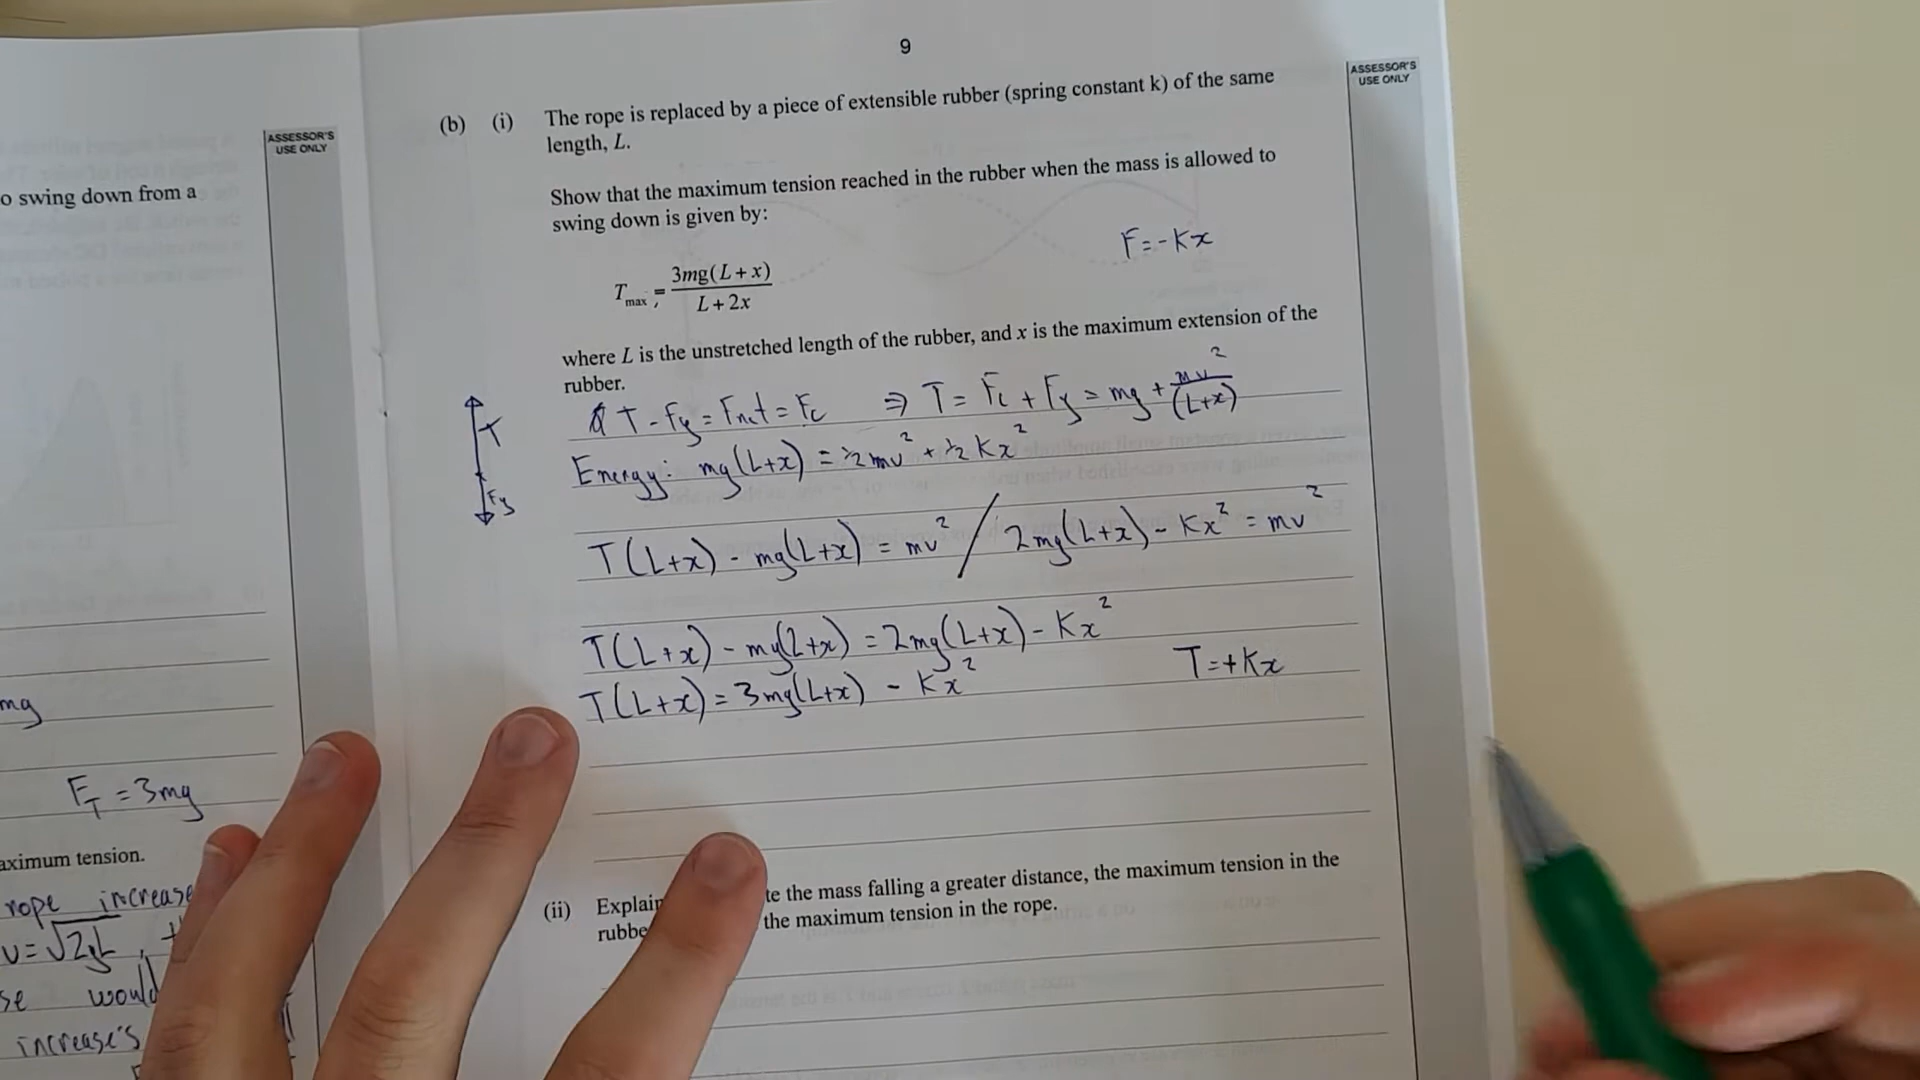 9
ASSESSOR'S
USE ONLY
ASSESSOR'S
USE ONLY
o swing down from a
mg
F_T = 3mg
aximum tension.
rope increase
v = √2gL ,
se would
increase's
(b) (i) The rope is replaced by a piece of extensible rubber (spring constant k) of the same
length, L.
Show that the maximum tension reached in the rubber when the mass is allowed to
swing down is given by:
F = -Kx
T_max = 3mg(L + x) / L + 2x
where L is the unstretched length of the rubber, and x is the maximum extension of the
rubber.
T
Fg
T - Fg = Fnet = Fc ⇒ T = Fc + Fg = mg + mv² / (L+x)
Energy: mg(L+x) = ½mv² + ½Kx²
T(L+x) - mg(L+x) = mv² / 2mg(L+x) - Kx² = mv²
T(L+x) - mg(L+x) = 2mg(L+x) - Kx²
T(L+x) = 3mg(L+x) - Kx²
T = +Kx
(ii) Explain te the mass falling a greater distance, the maximum tension in the
rubbe the maximum tension in the rope.